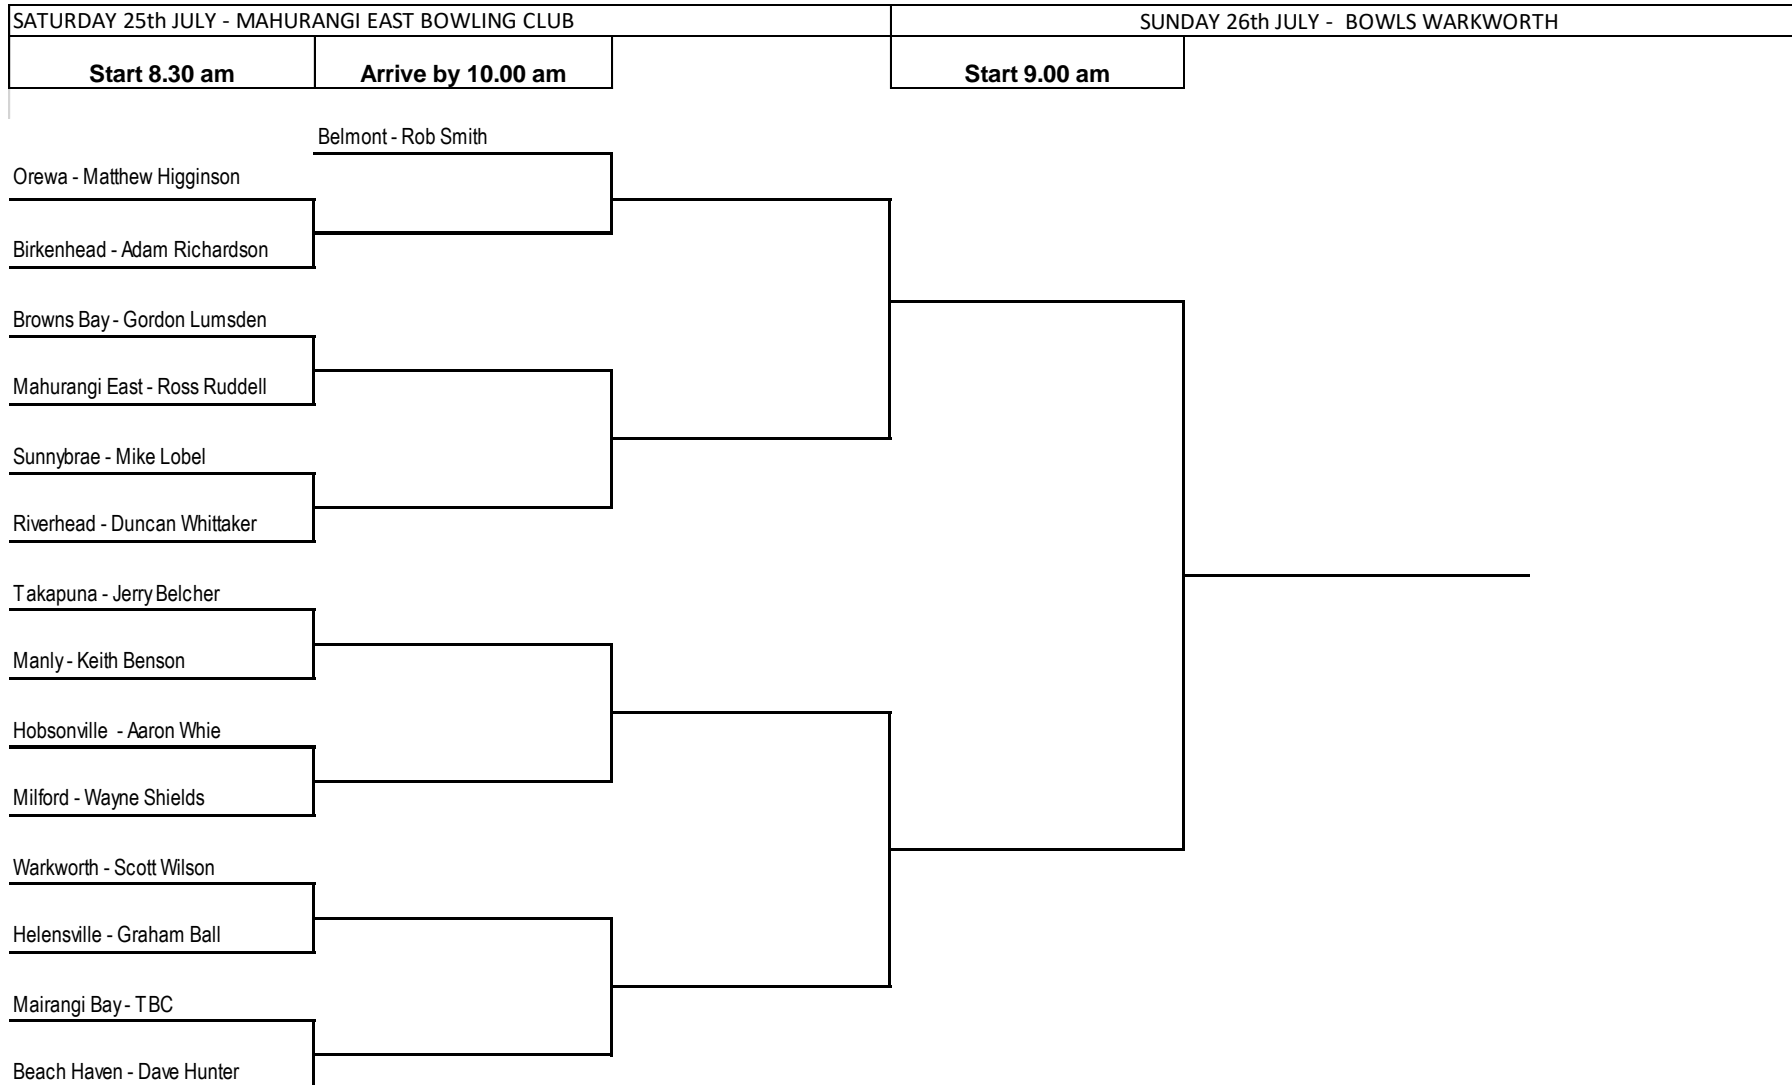 SATURDAY 25th JULY - MAHURANGI EAST BOWLING CLUB
SUNDAY 26th JULY - BOWLS WARKWORTH
Start 8.30 am
Arrive by 10.00 am
Start 9.00 am
Belmont - Rob Smith
Orewa - Matthew Higginson
Birkenhead - Adam Richardson
Browns Bay - Gordon Lumsden
Mahurangi East - Ross Ruddell
Sunnybrae - Mike Lobel
Riverhead - Duncan Whittaker
Takapuna - Jerry Belcher
Manly - Keith Benson
Hobsonville - Aaron Whie
Milford - Wayne Shields
Warkworth - Scott Wilson
Helensville - Graham Ball
Mairangi Bay - TBC
Beach Haven - Dave Hunter